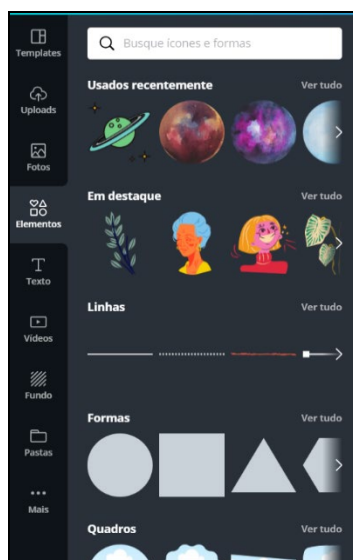 Templates
Uploads
Fotos
Elementos
Texto
Vídeos
Fundo
Pastas
Mais
Busque ícones e formas
Usados recentemente Ver tudo
Em destaque Ver tudo
Linhas Ver tudo
Formas Ver tudo
Quadros Ver tudo